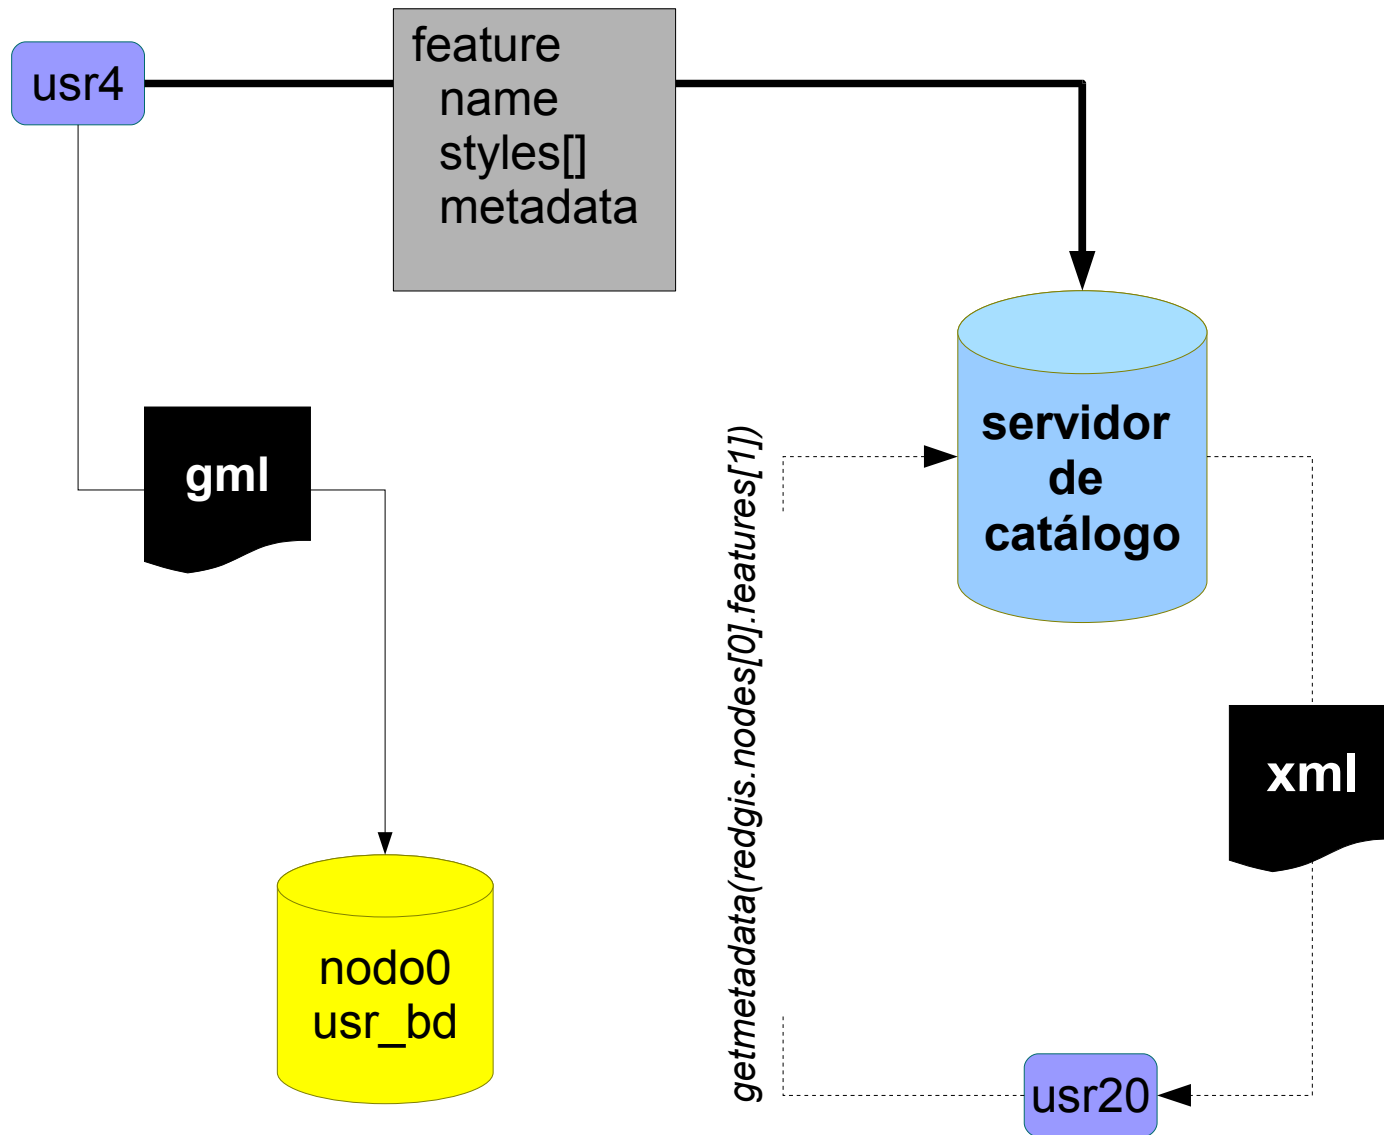 usr4
feature
name
styles[]
metadata
gml
servidor
de
catálogo
getmetadata(redgis.nodes[0].features[1])
xml
nodo0
usr_bd
usr20